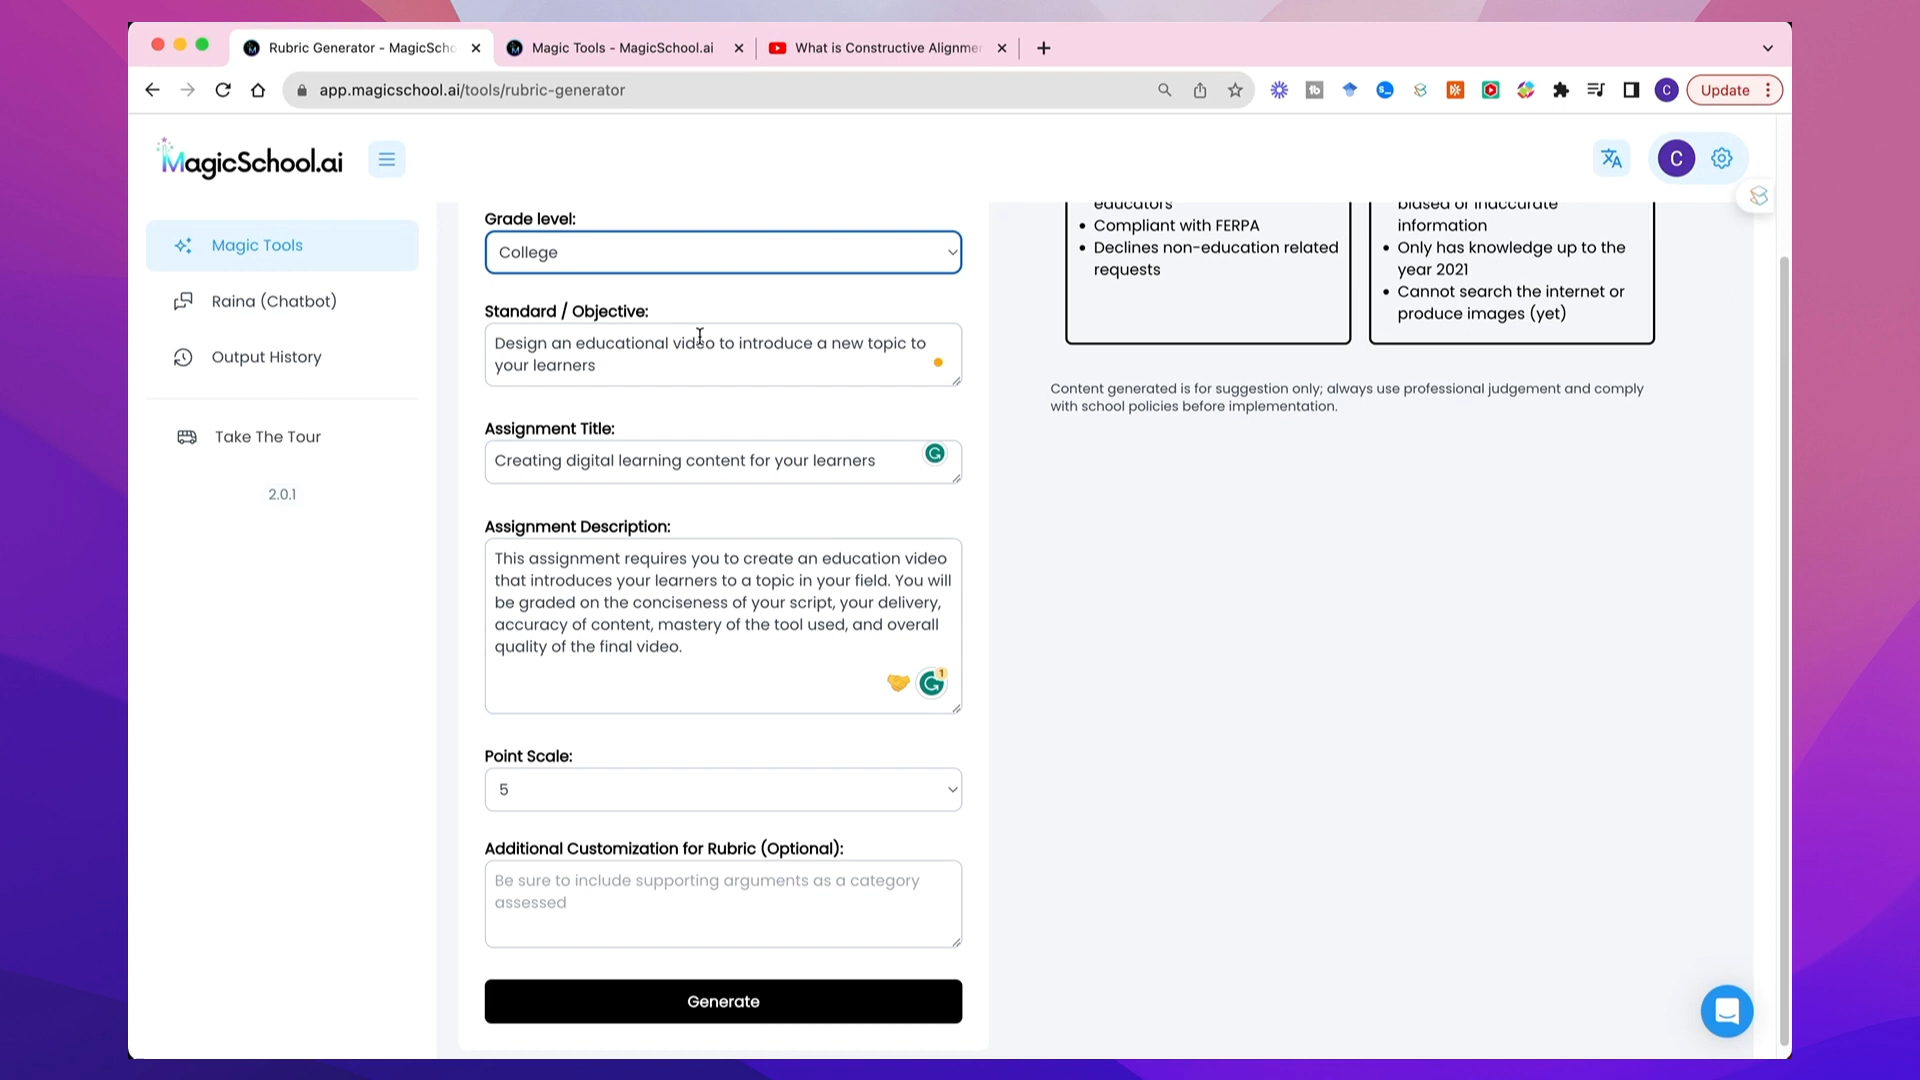 Rubric Generator - MagicScho
Magic Tools - MagicSchool.ai
What is Constructive Alignme
app.magicschool.ai/tools/rubric-generator
C
Update
MagicSchool.ai
C
Magic Tools
Raina (Chatbot)
Output History
Take The Tour
2.0.1
Grade level:
College
Standard / Objective:
Design an educational video to introduce a new topic to
your learners
Assignment Title:
Creating digital learning content for your learners
Assignment Description:
This assignment requires you to create an education video
that introduces your learners to a topic in your field. You will
be graded on the conciseness of your script, your delivery,
accuracy of content, mastery of the tool used, and overall
quality of the final video.
1
Point Scale:
5
Additional Customization for Rubric (Optional):
Be sure to include supporting arguments as a category
assessed
Generate
educators
• Compliant with FERPA
• Declines non-education related
requests
biased or inaccurate
information
• Only has knowledge up to the
year 2021
• Cannot search the internet or
produce images (yet)
Content generated is for suggestion only; always use professional judgement and comply
with school policies before implementation.